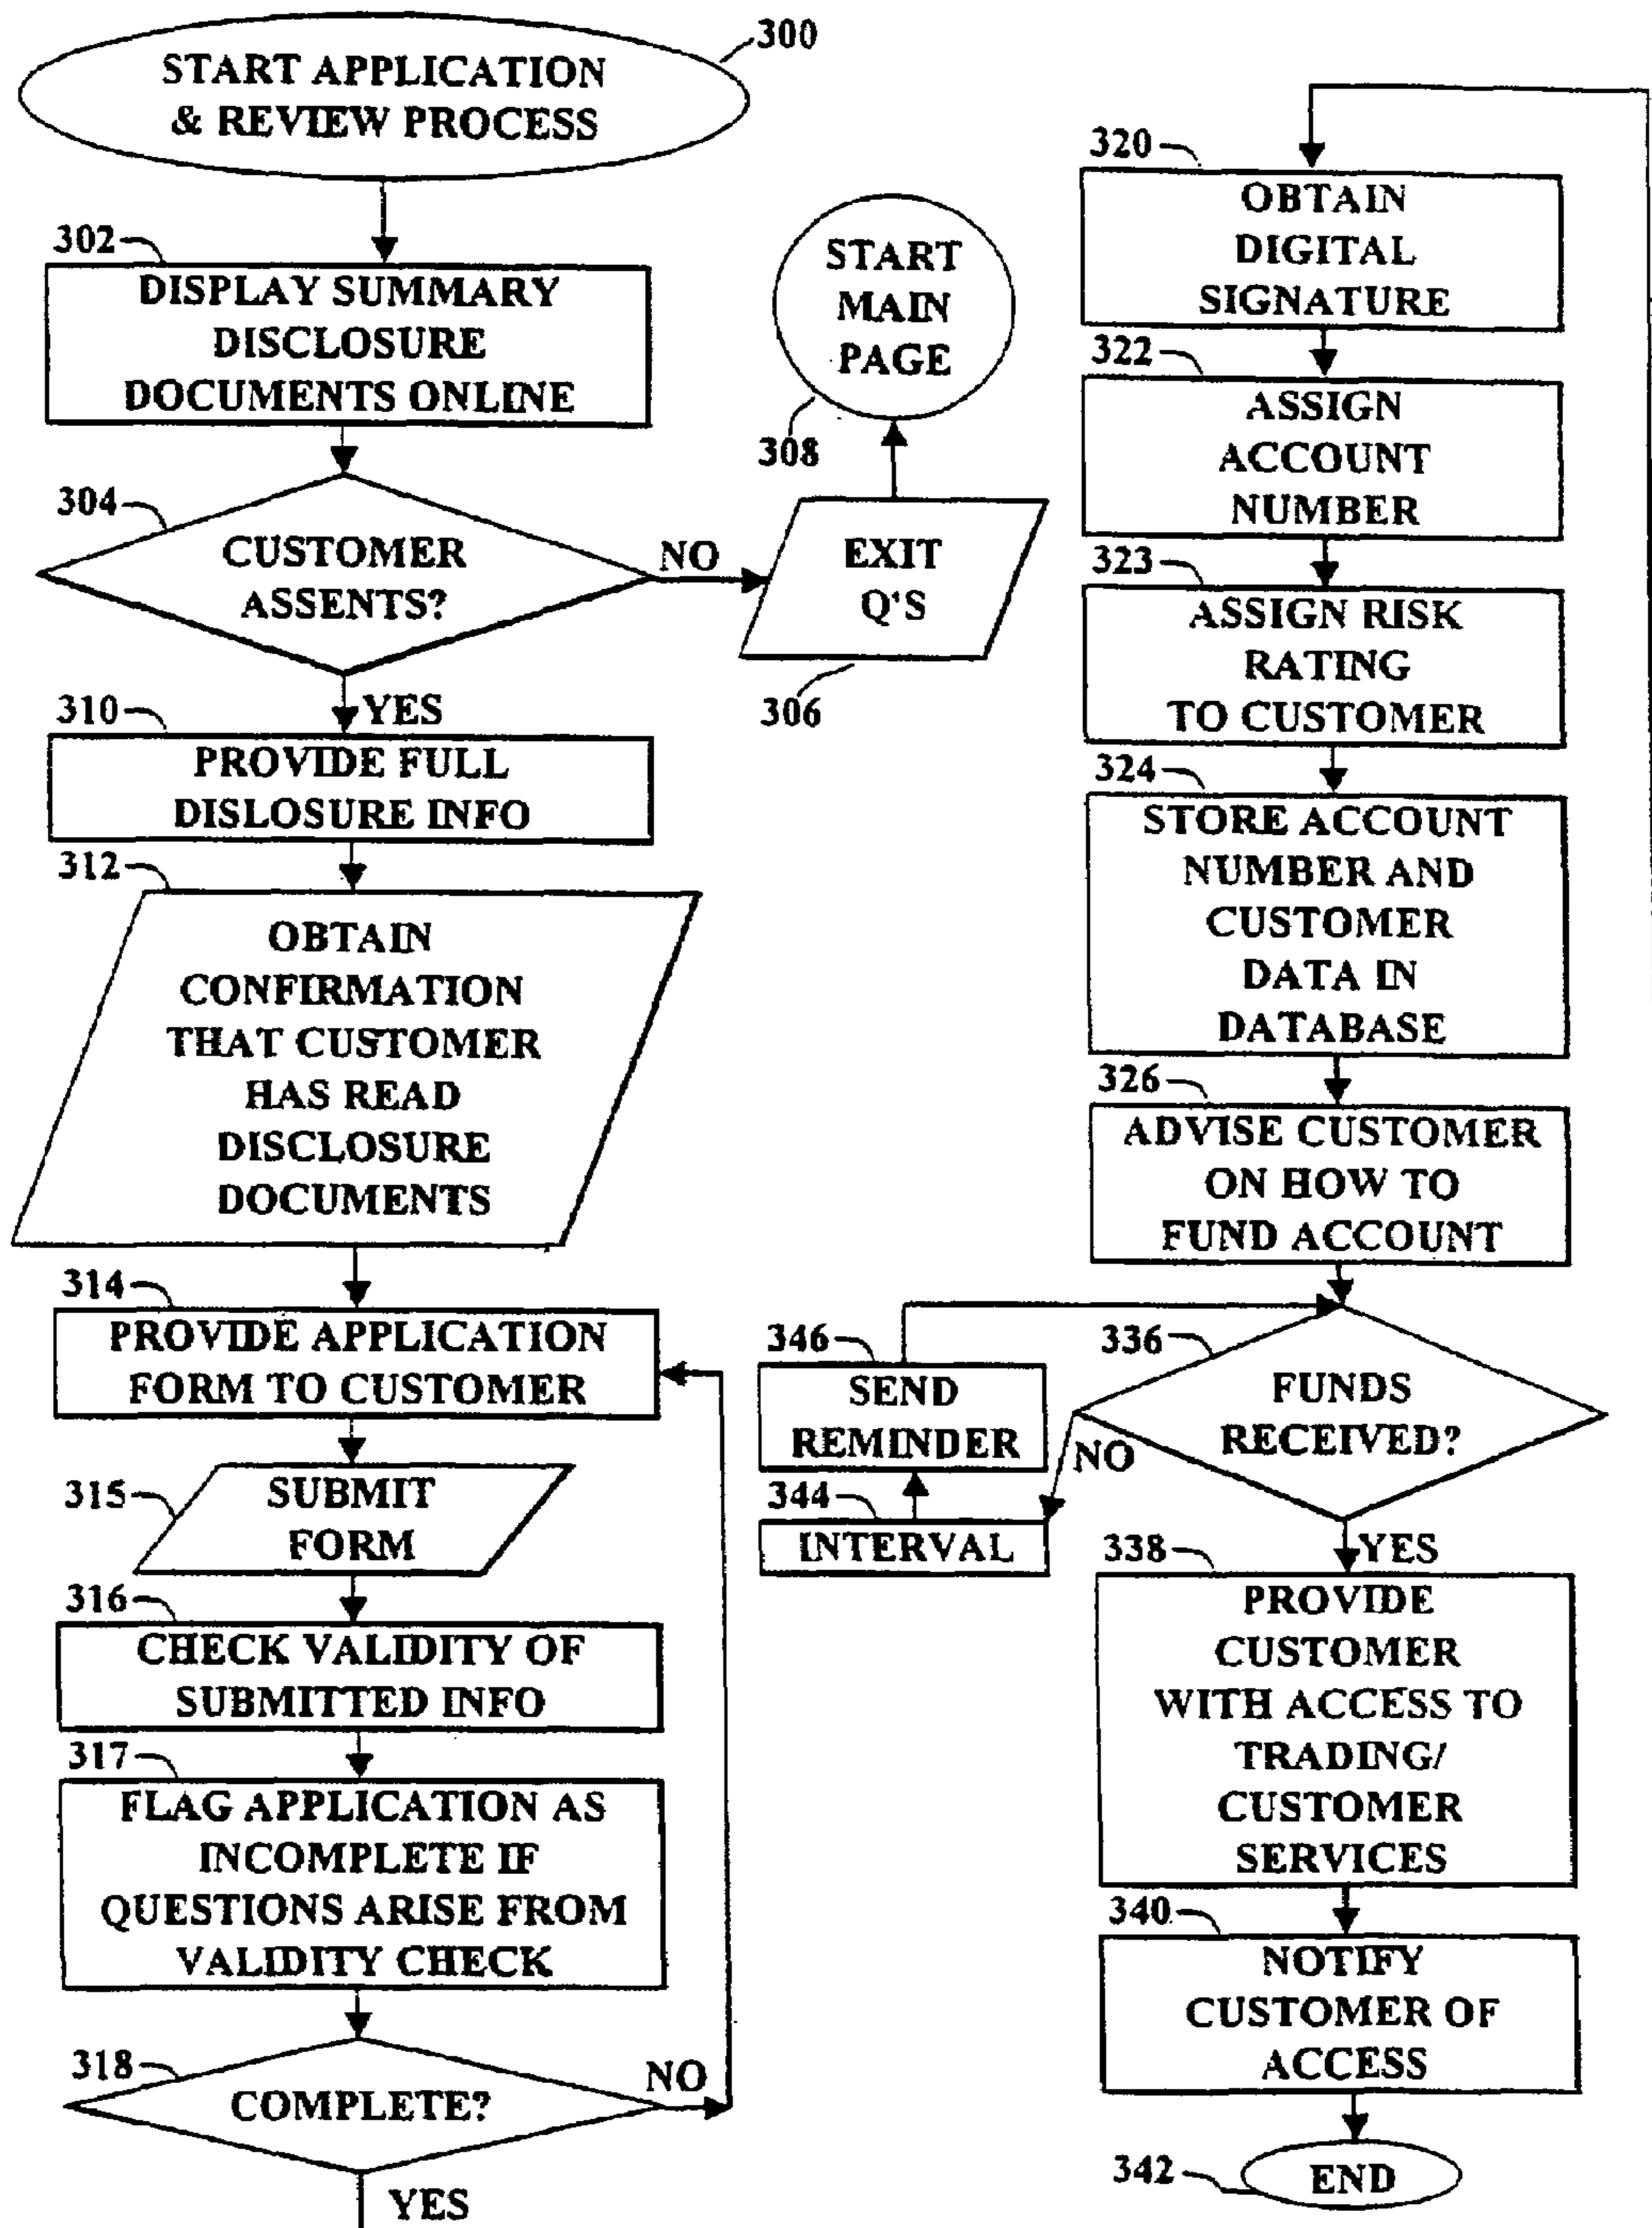 300
START APPLICATION
& REVIEW PROCESS
302
DISPLAY SUMMARY
DISCLOSURE
DOCUMENTS ONLINE
304
CUSTOMER
ASSENTS?
NO
EXIT
Q'S
306
START
MAIN
PAGE
308
YES
310
PROVIDE FULL
DISLOSURE INFO
312
OBTAIN
CONFIRMATION
THAT CUSTOMER
HAS READ
DISCLOSURE
DOCUMENTS
314
PROVIDE APPLICATION
FORM TO CUSTOMER
315
SUBMIT
FORM
316
CHECK VALIDITY OF
SUBMITTED INFO
317
FLAG APPLICATION AS
INCOMPLETE IF
QUESTIONS ARISE FROM
VALIDITY CHECK
318
COMPLETE?
NO
YES
320
OBTAIN
DIGITAL
SIGNATURE
322
ASSIGN
ACCOUNT
NUMBER
323
ASSIGN RISK
RATING
TO CUSTOMER
324
STORE ACCOUNT
NUMBER AND
CUSTOMER
DATA IN
DATABASE
326
ADVISE CUSTOMER
ON HOW TO
FUND ACCOUNT
336
FUNDS
RECEIVED?
NO
344
INTERVAL
346
SEND
REMINDER
YES
338
PROVIDE
CUSTOMER
WITH ACCESS TO
TRADING/
CUSTOMER
SERVICES
340
NOTIFY
CUSTOMER OF
ACCESS
342
END